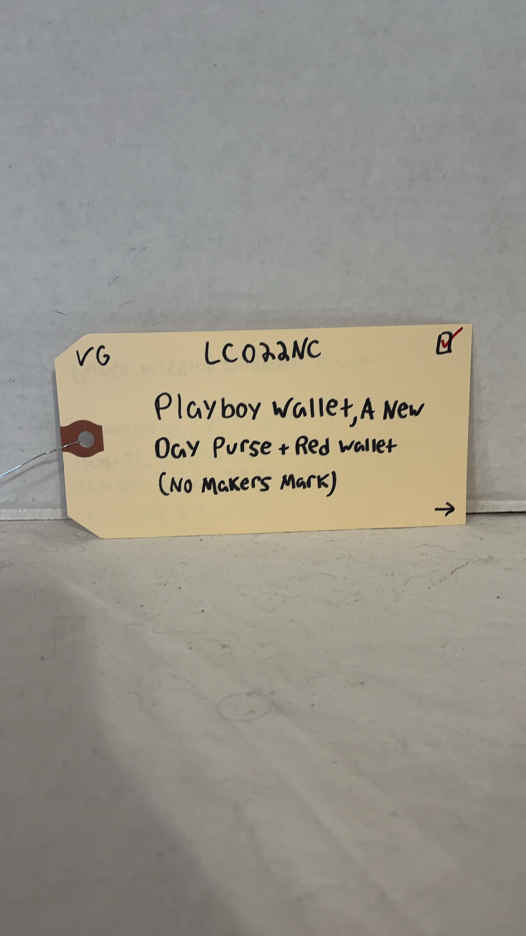 VG LC022NC
Playboy Wallet, A New
Day Purse + Red Wallet
(No Makers Mark)
→